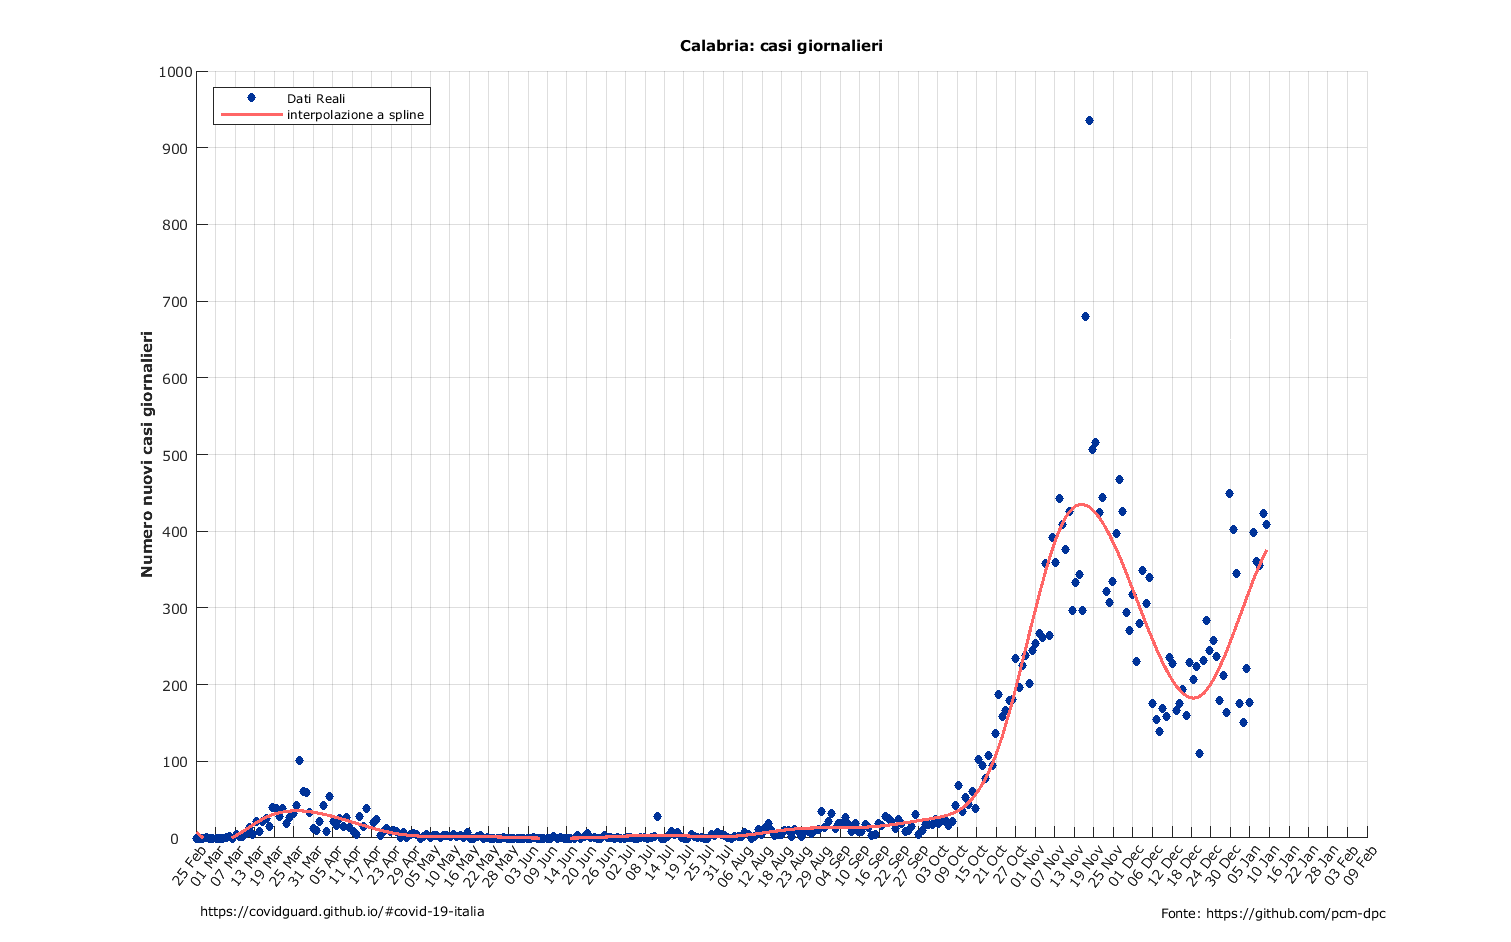 Calabria: casi giornalieri
Dati Reali
interpolazione a spline
Numero nuovi casi giornalieri
1000
900
800
700
600
500
400
300
200
100
0
25 Feb
01 Mar
07 Mar
13 Mar
19 Mar
25 Mar
31 Mar
05 Apr
11 Apr
17 Apr
23 Apr
29 Apr
05 May
10 May
16 May
22 May
28 May
03 Jun
09 Jun
14 Jun
20 Jun
26 Jun
02 Jul
08 Jul
14 Jul
19 Jul
25 Jul
31 Jul
06 Aug
12 Aug
18 Aug
23 Aug
29 Aug
04 Sep
10 Sep
16 Sep
22 Sep
27 Sep
03 Oct
09 Oct
15 Oct
21 Oct
27 Oct
01 Nov
07 Nov
13 Nov
19 Nov
25 Nov
01 Dec
06 Dec
12 Dec
18 Dec
24 Dec
30 Dec
05 Jan
10 Jan
16 Jan
22 Jan
28 Jan
03 Feb
09 Feb
https://covidguard.github.io/#covid-19-italia
Fonte: https://github.com/pcm-dpc